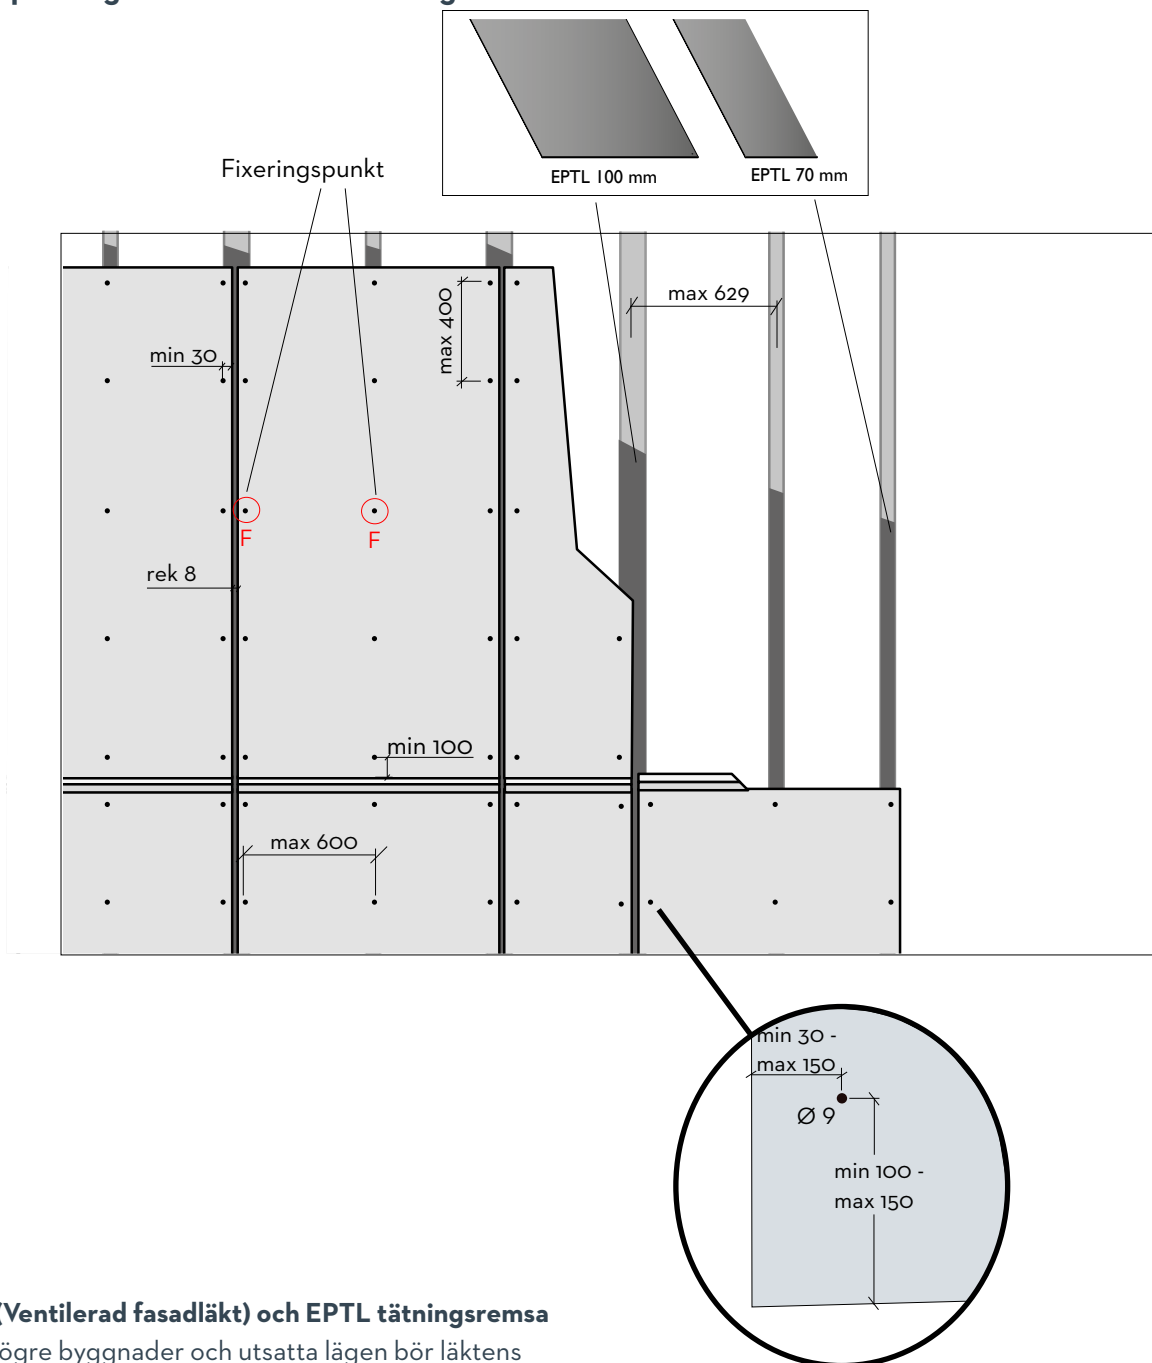 EPTL 100 mm
EPTL 70 mm
Fixeringspunkt
max 629
max 400
min 30
F
F
rek 8
min 100
max 600
min 30 -
max 150
Ø 9
min 100 -
max 150
(Ventilerad fasadläkt) och EPTL tätningsremsa
ögre byggnader och utsatta lägen bör läktens